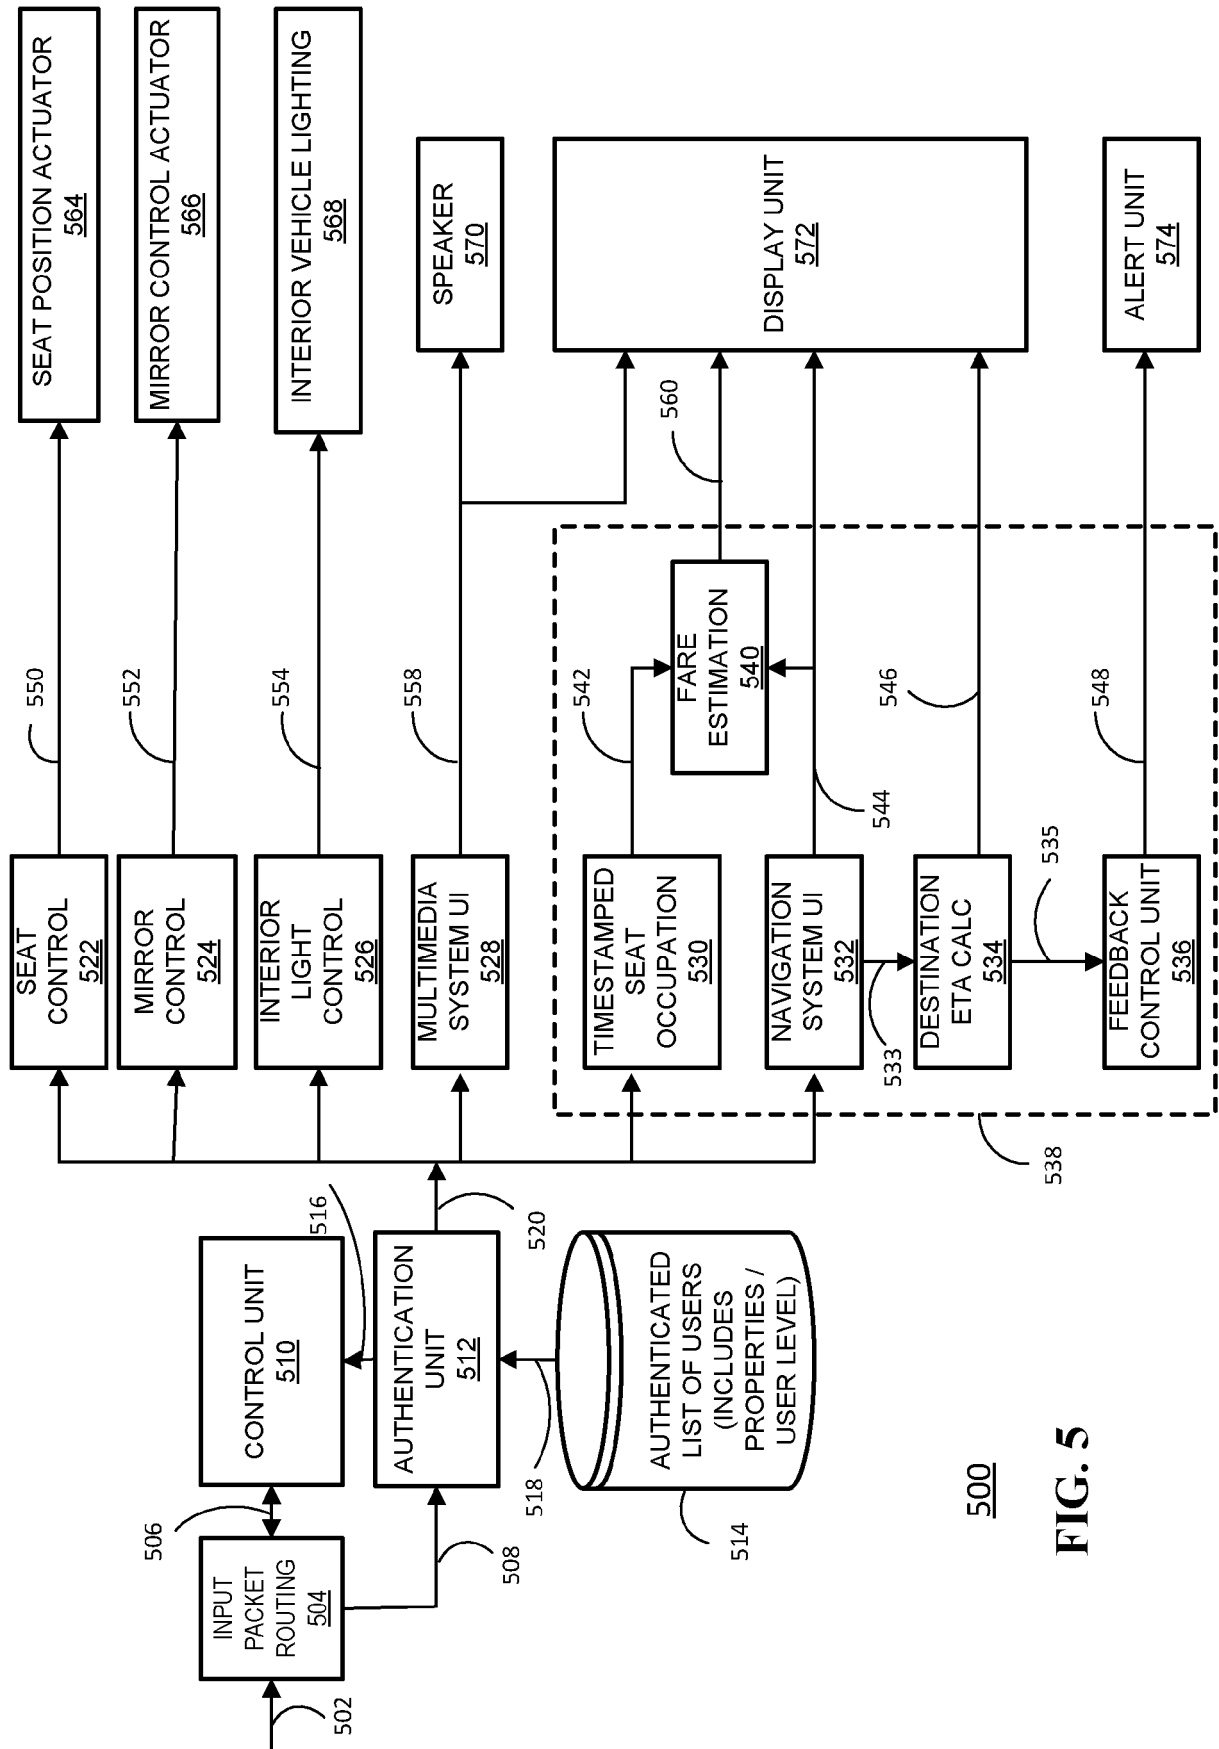 502
INPUT
PACKET
ROUTING
504
506
508
CONTROL UNIT
510
AUTHENTICATION
UNIT
512
516
518
520
AUTHENTICATED
LIST OF USERS
(INCLUDES
PROPERTIES /
USER LEVEL)
514
SEAT
CONTROL
522
550
SEAT POSITION ACTUATOR
564
MIRROR
CONTROL
524
552
MIRROR CONTROL ACTUATOR
566
INTERIOR
LIGHT
CONTROL
526
554
INTERIOR VEHICLE LIGHTING
568
MULTIMEDIA
SYSTEM UI
528
558
SPEAKER
570
TIMESTAMPED
SEAT
OCCUPATION
530
542
FARE
ESTIMATION
540
560
DISPLAY UNIT
572
NAVIGATION
SYSTEM UI
532
544
533
DESTINATION
ETA CALC
534
546
535
FEEDBACK
CONTROL UNIT
536
548
ALERT UNIT
574
538
500
FIG. 5